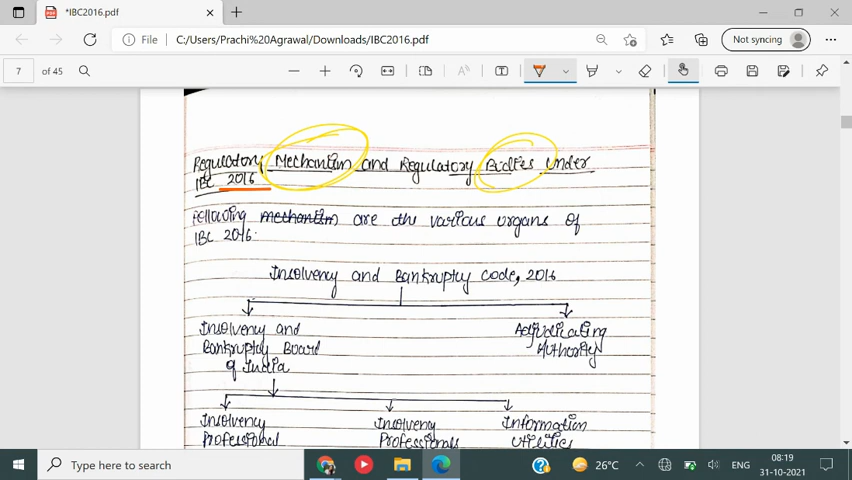 *IBC2016.pdf
File C:/Users/Prachi%20Agrawal/Downloads/IBC2016.pdf
Not syncing
7 of 45
Regulatory Mechanism and Regulatory Bodies Under
IBC 2016
Following mechanism are the various organs of
IBC 2016.
Insolvency and Bankruptcy Code, 2016
Insolvency and
Bankruptcy Board
of India
Adjudicating
Authority
Insolvency
Professional
Insolvency
Professionals
Information
Utilities
Type here to search
26°C
ENG
08:19
31-10-2021